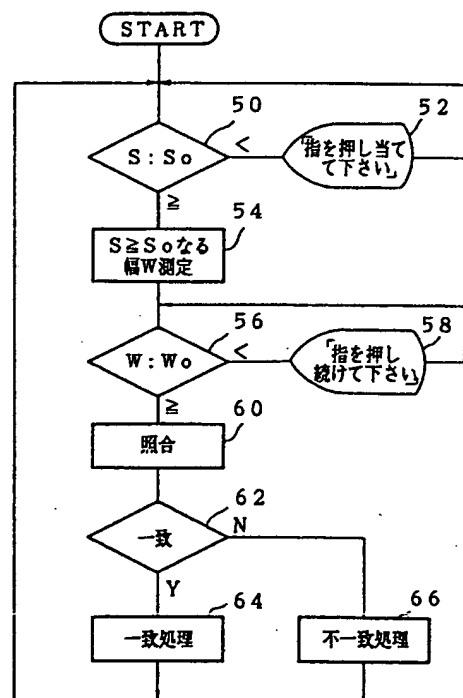 START
50
S:So
<
52
「指を押し当て
て下さい」
≧
54
S≧Soなる
幅W測定
56
W:Wo
<
58
「指を押し
続けて下さい」
≧
60
照合
62
一致
N
Y
64
一致処理
66
不一致処理